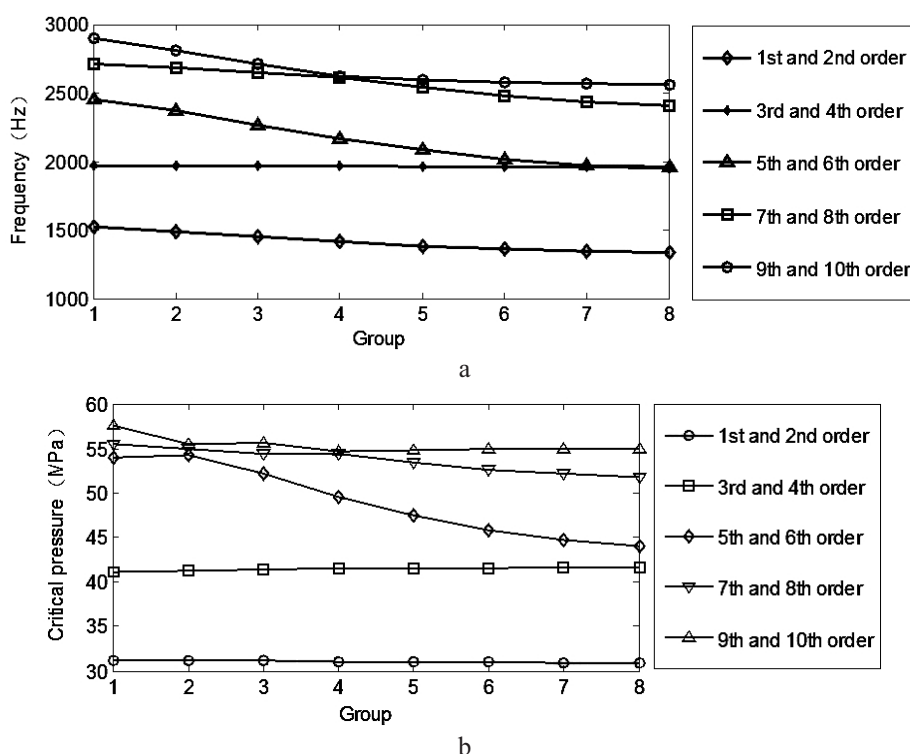 3000
2500
2000
1500
1000
Frequency（Hz）
1 2 3 4 5 6 7 8
Group
1st and 2nd order
3rd and 4th order
5th and 6th order
7th and 8th order
9th and 10th order
a
60
55
50
45
40
35
30
Critical pressure（MPa）
1 2 3 4 5 6 7 8
Group
1st and 2nd order
3rd and 4th order
5th and 6th order
7th and 8th order
9th and 10th order
b